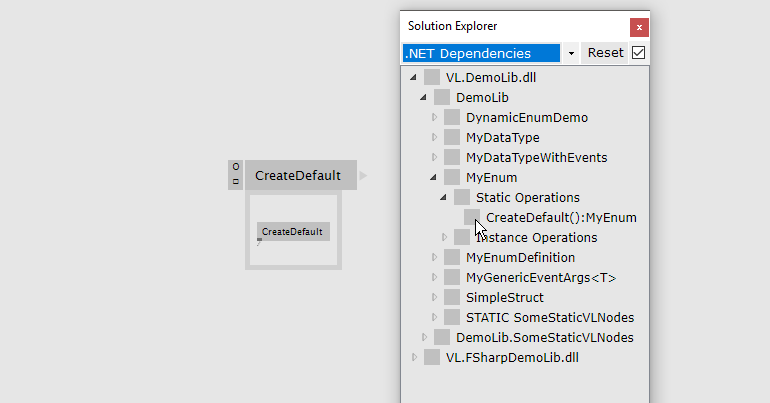 Solution Explorer
x
.NET Dependencies
Reset
VL.DemoLib.dll
DemoLib
DynamicEnumDemo
MyDataType
MyDataTypeWithEvents
MyEnum
Static Operations
CreateDefault():MyEnum
Instance Operations
MyEnumDefinition
MyGenericEventArgs<T>
SimpleStruct
STATIC SomeStaticVLNodes
DemoLib.SomeStaticVLNodes
VL.FSharpDemoLib.dll
CreateDefault
CreateDefault